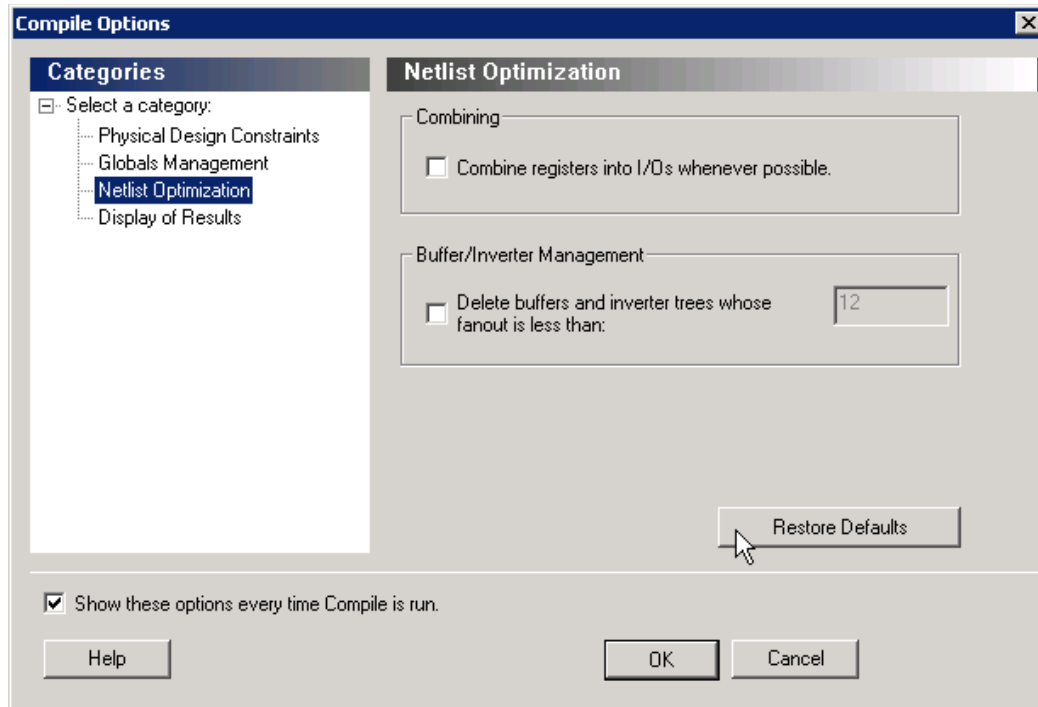 Compile Options
Categories
Select a category:
Physical Design Constraints
Globals Management
Netlist Optimization
Display of Results
Netlist Optimization
Combining
Combine registers into I/Os whenever possible.
Buffer/Inverter Management
Delete buffers and inverter trees whose
fanout is less than:
12
Restore Defaults
Show these options every time Compile is run.
Help
OK
Cancel